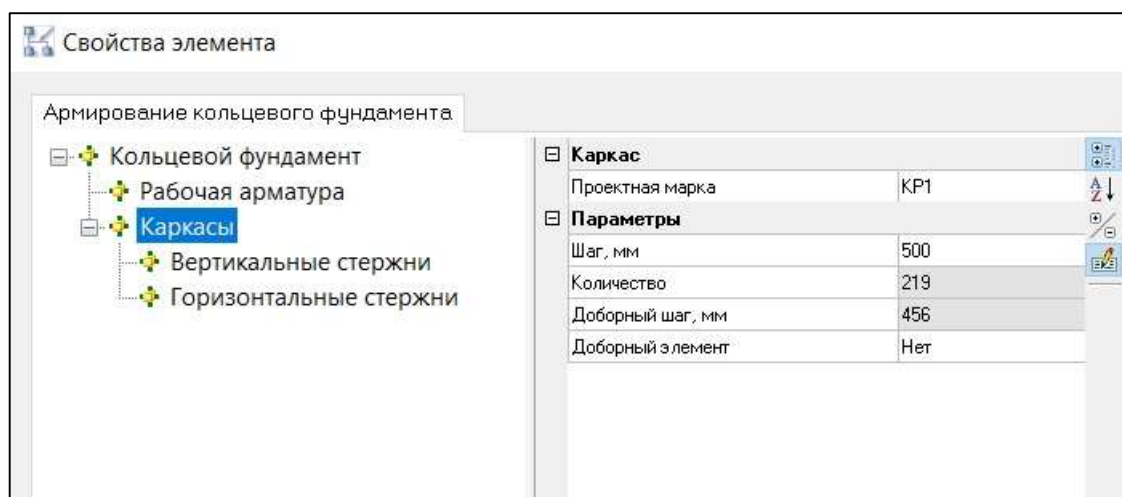 Свойства элемента
Армирование кольцевого фундамента
Кольцевой фундамент
Рабочая арматура
Каркасы
Вертикальные стержни
Горизонтальные стержни
Каркас
Проектная марка КР1
Параметры
Шаг, мм 500
Количество 219
Доборный шаг, мм 456
Доборный элемент Нет